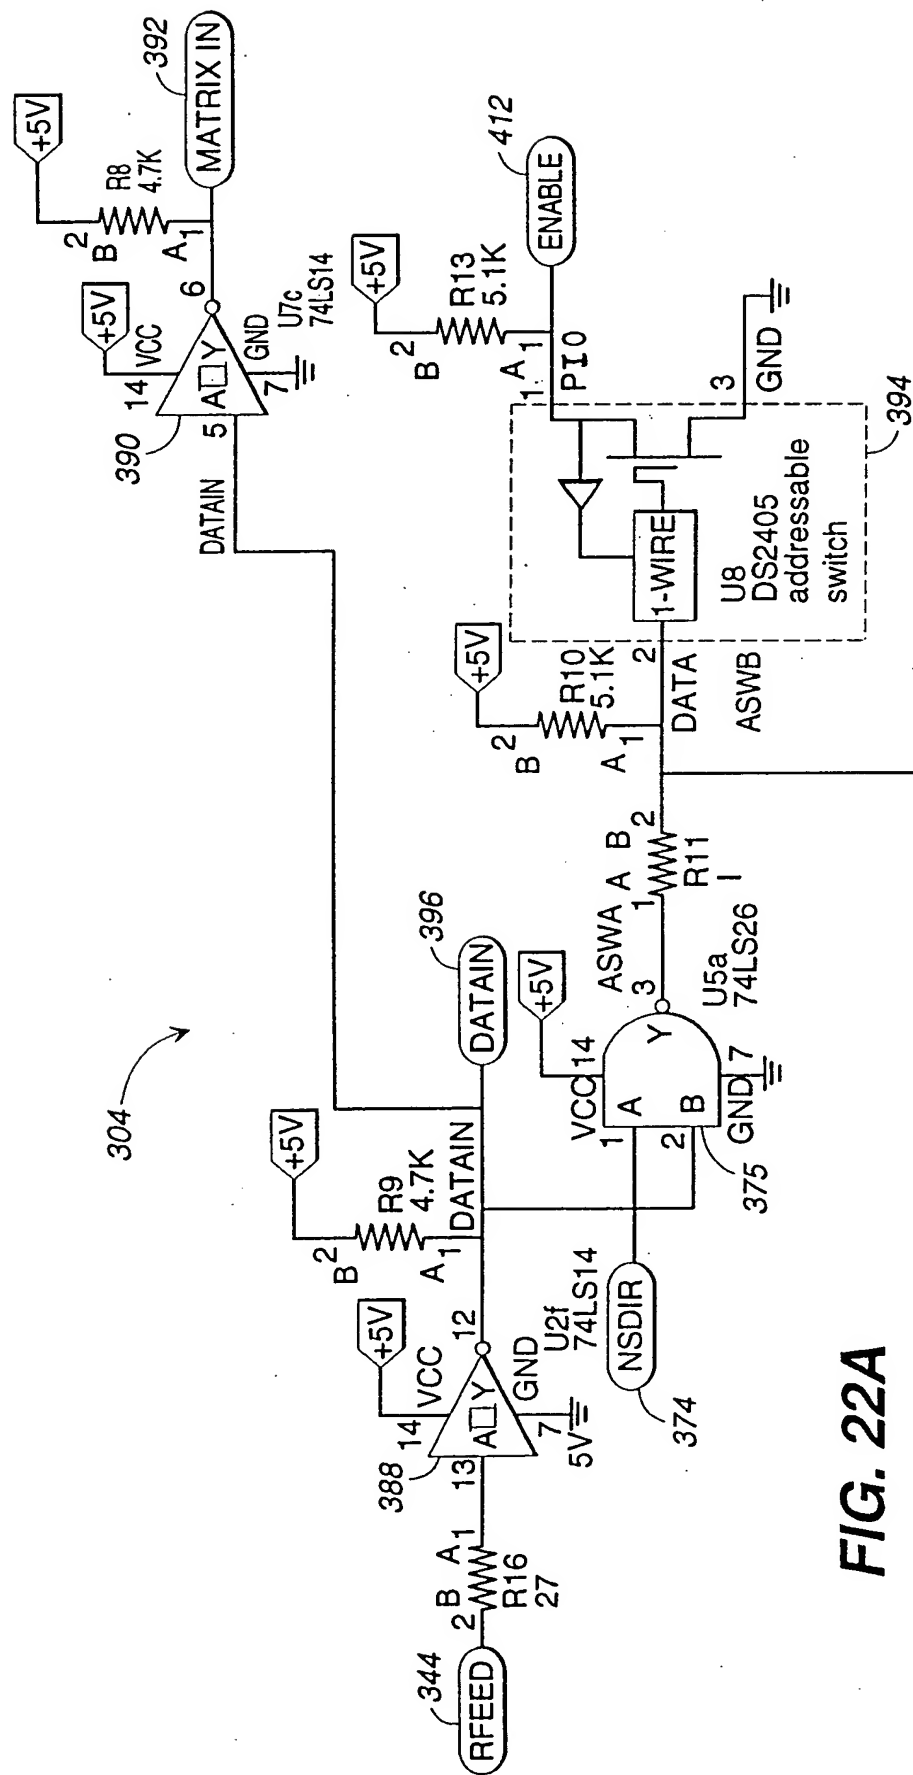 304
RFEED
344
2 B A 1
R16
27
13
388
A Y
14
VCC
+5V
12
GND
7
5V
U2f
74LS14
+5V
2
B
R9
4.7K
A 1
DATAIN
DATAIN
396
NSDIR
374
1
A
2
B
375
VCC 14
+5V
Y
GND 7
3
U5a
74LS26
ASWA
1 A B 2
R11
1
+5V
2
B
R10
5.1K
A 1
2
DATA
ASWB
1-WIRE
U8
DS2405
addressable
switch
394
1
PIO
3
GND
+5V
2
B
R13
5.1K
A 1
ENABLE
412
DATAIN
5
390
A Y
14
VCC
+5V
6
GND
7
U7c
74LS14
+5V
2
B
R8
4.7K
A 1
MATRIX IN
392
FIG. 22A